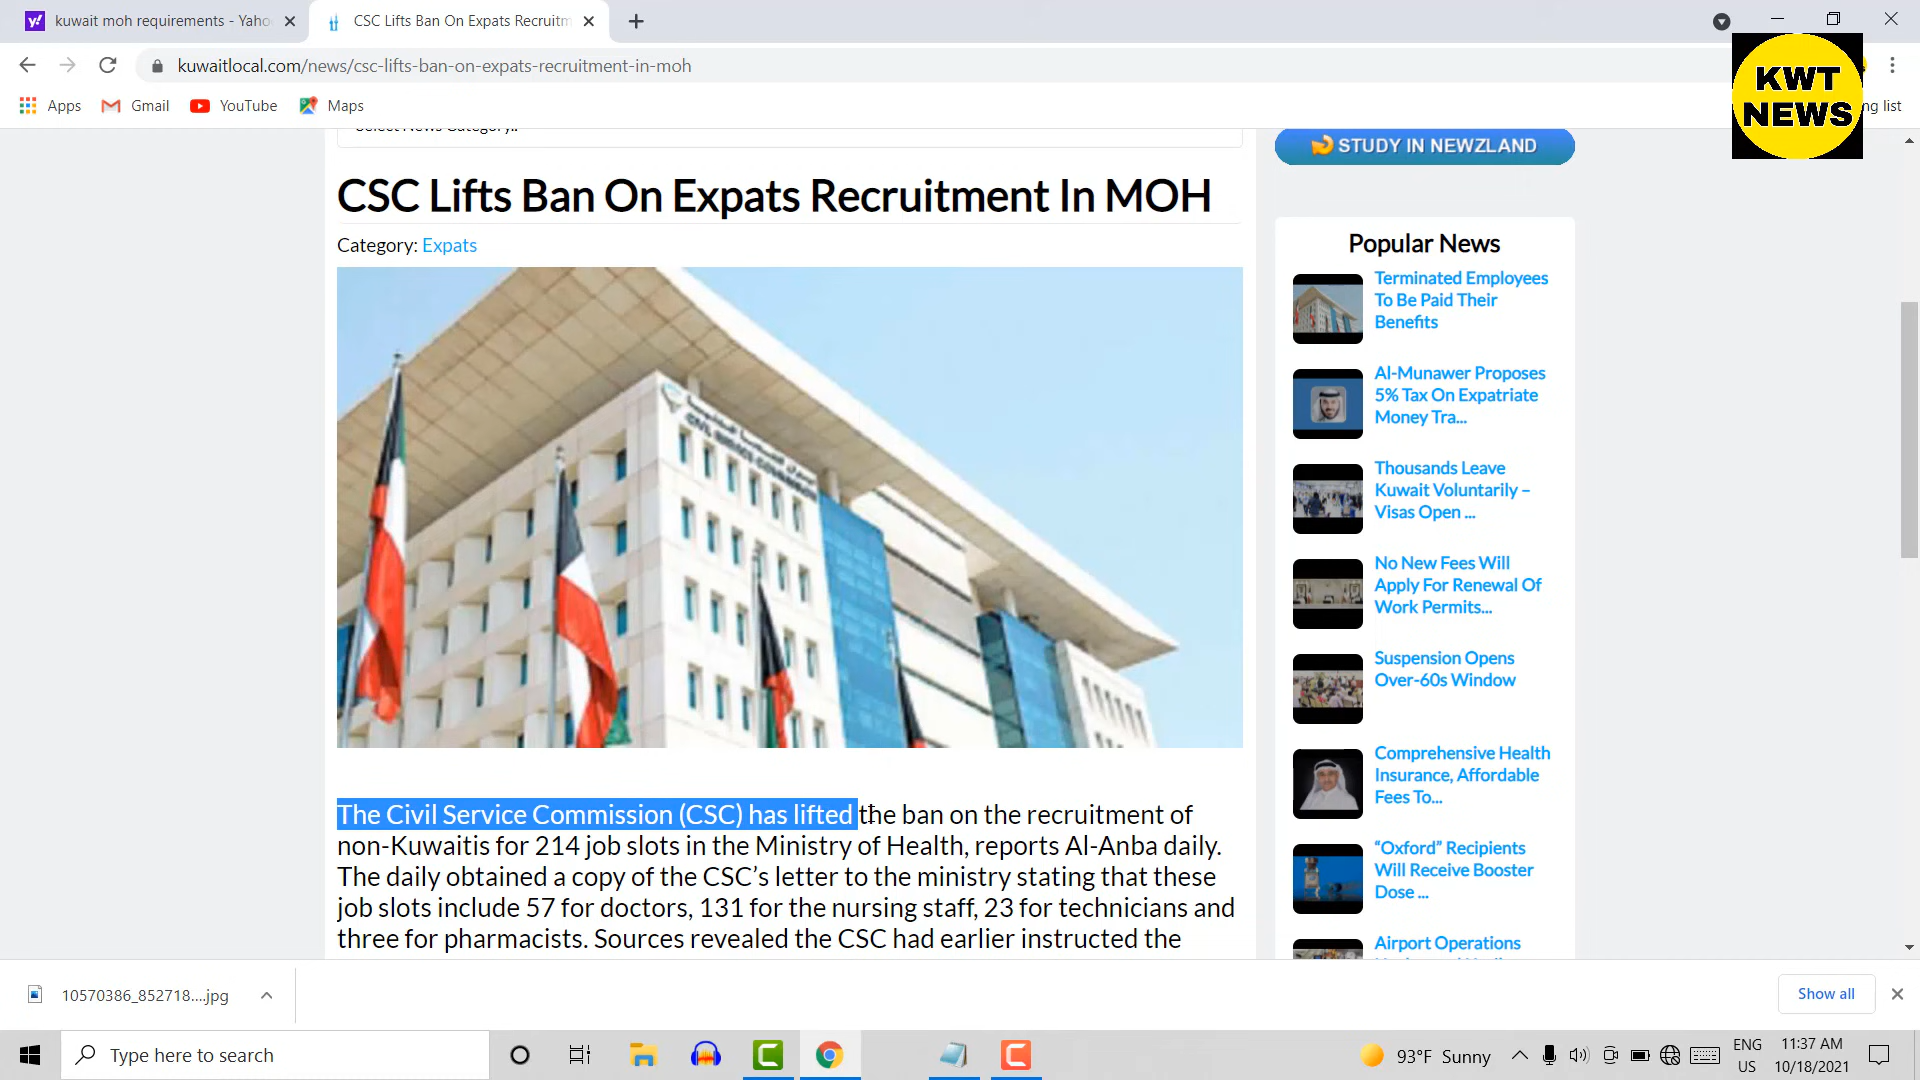 kuwait moh requirements - Yaho
CSC Lifts Ban On Expats Recruitm
kuwaitlocal.com/news/csc-lifts-ban-on-expats-recruitment-in-moh
Apps
Gmail
YouTube
Maps
ng list
KWT
NEWS
Select News Category..
STUDY IN NEWZLAND
CSC Lifts Ban On Expats Recruitment In MOH
Category: Expats
CIVIL SERVICE COMMISSION
The Civil Service Commission (CSC) has lifted the ban on the recruitment of
non-Kuwaitis for 214 job slots in the Ministry of Health, reports Al-Anba daily.
The daily obtained a copy of the CSC’s letter to the ministry stating that these
job slots include 57 for doctors, 131 for the nursing staff, 23 for technicians and
three for pharmacists. Sources revealed the CSC had earlier instructed the
Popular News
Terminated Employees
To Be Paid Their
Benefits
Al-Munawer Proposes
5% Tax On Expatriate
Money Tra...
Thousands Leave
Kuwait Voluntarily –
Visas Open ...
No New Fees Will
Apply For Renewal Of
Work Permits...
Suspension Opens
Over-60s Window
Comprehensive Health
Insurance, Affordable
Fees To...
“Oxford” Recipients
Will Receive Booster
Dose ...
Airport Operations
10570386_852718....jpg
Show all
Type here to search
93°F Sunny
ENG
US
11:37 AM
10/18/2021